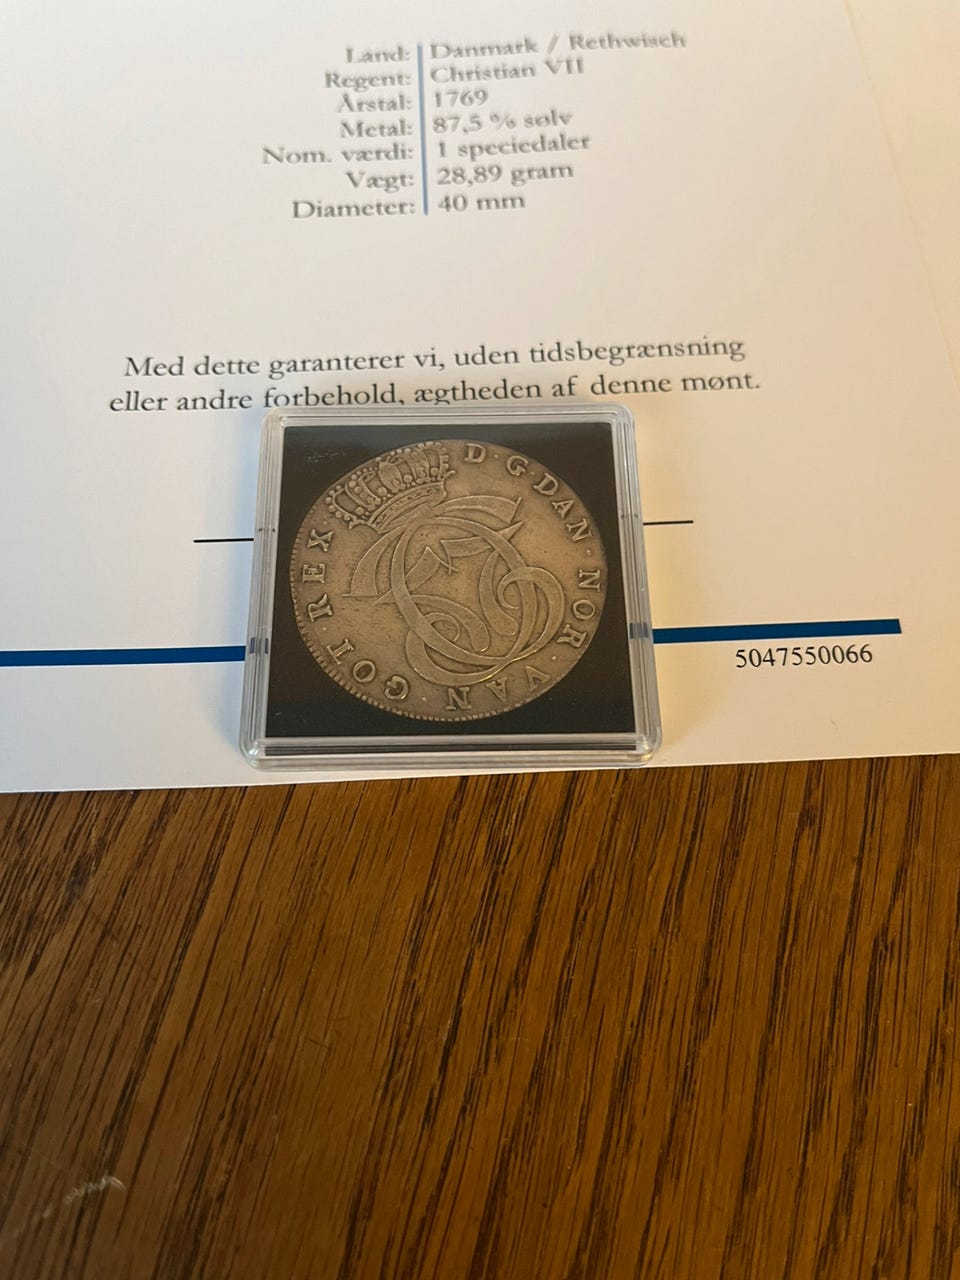 Land: Danmark / Rethwisch
Regent: Christian VII
Årstal: 1769
Metal: 87,5 % sølv
Nom. værdi: 1 speciedaler
Vægt: 28,89 gram
Diameter: 40 mm
Med dette garanterer vi, uden tidsbegrænsning
eller andre forbehold, ægtheden af denne mønt.
D · G · DAN · NOR · VAN · GOT · REX ·
5047550066